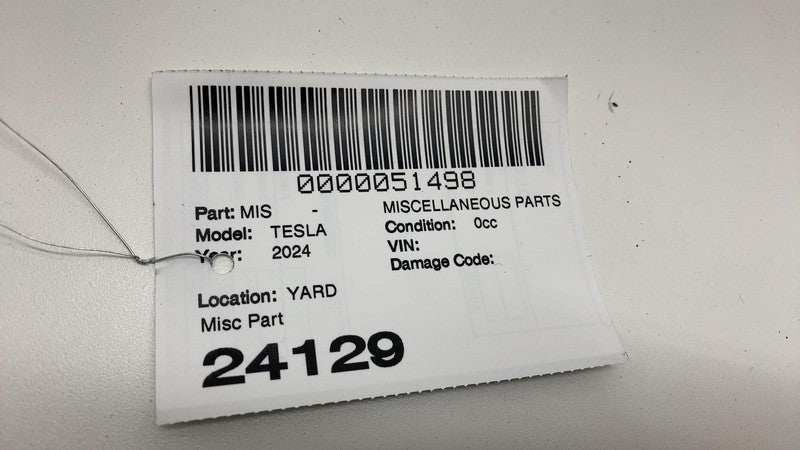 0000051498
Part: MIS - MISCELLANEOUS PARTS
Model: TESLA Condition: 0cc
Year: 2024 VIN:
Damage Code:
Location: YARD
Misc Part
24129